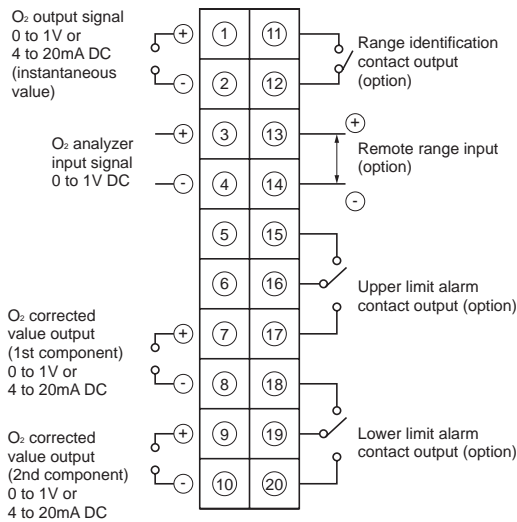 O₂ output signal
0 to 1V or
4 to 20mA DC
(instantaneous
value)
+
-
O₂ analyzer
input signal
0 to 1V DC
+
-
O₂ corrected
value output
(1st component)
0 to 1V or
4 to 20mA DC
+
-
O₂ corrected
value output
(2nd component)
0 to 1V or
4 to 20mA DC
+
-
1 11
2 12
3 13
4 14
5 15
6 16
7 17
8 18
9 19
10 20
Range identification
contact output
(option)
+
Remote range input
(option)
-
Upper limit alarm
contact output (option)
Lower limit alarm
contact output (option)